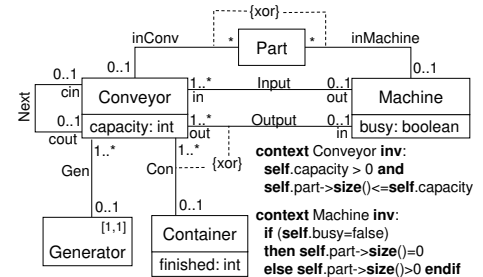 {xor}
inConv * Part * inMachine
0..1 0..1
0..1 1..* Input 0..1
cin Conveyor in out Machine
Next
0..1 capacity: int 1..* Output 0..1 busy: boolean
cout out in
1..* 1..* {xor}
Gen Con
context Conveyor inv:
self.capacity > 0 and
self.part->size()<=self.capacity
0..1 0..1
[1,1]
Generator
Container
finished: int
context Machine inv:
if (self.busy=false)
then self.part->size()=0
else self.part->size()>0 endif